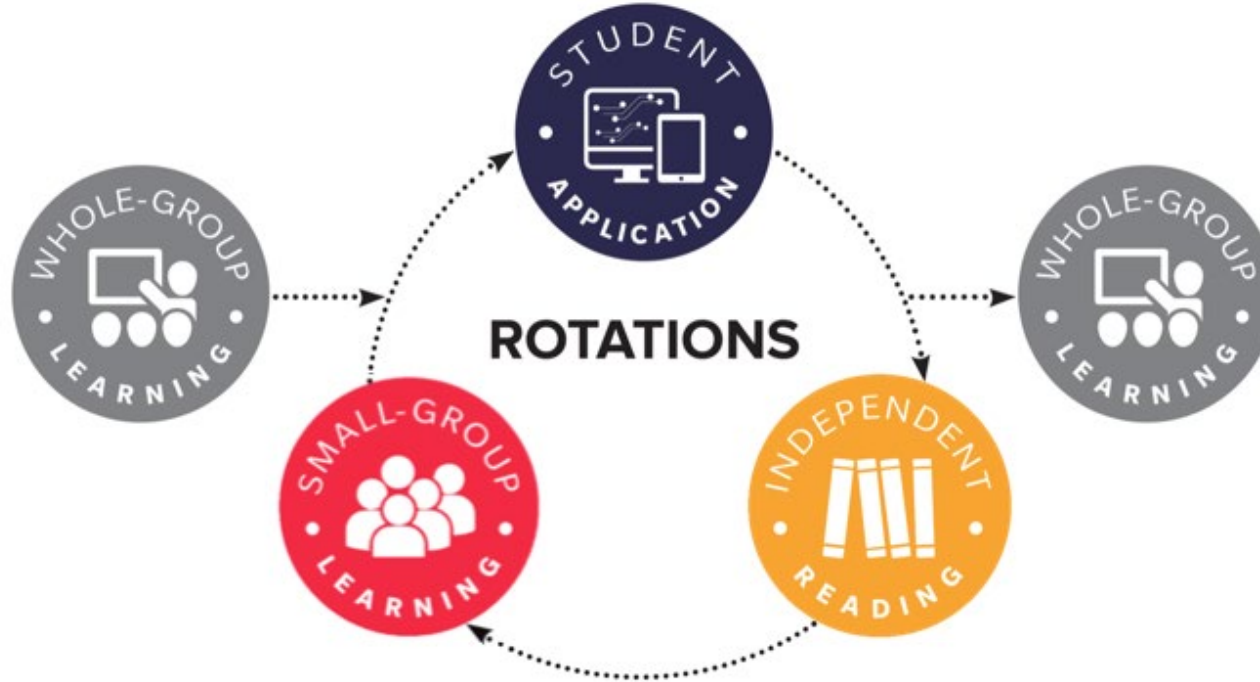 STUDENT
APPLICATION
WHOLE-GROUP
LEARNING
WHOLE-GROUP
LEARNING
ROTATIONS
SMALL-GROUP
LEARNING
INDEPENDENT
READING